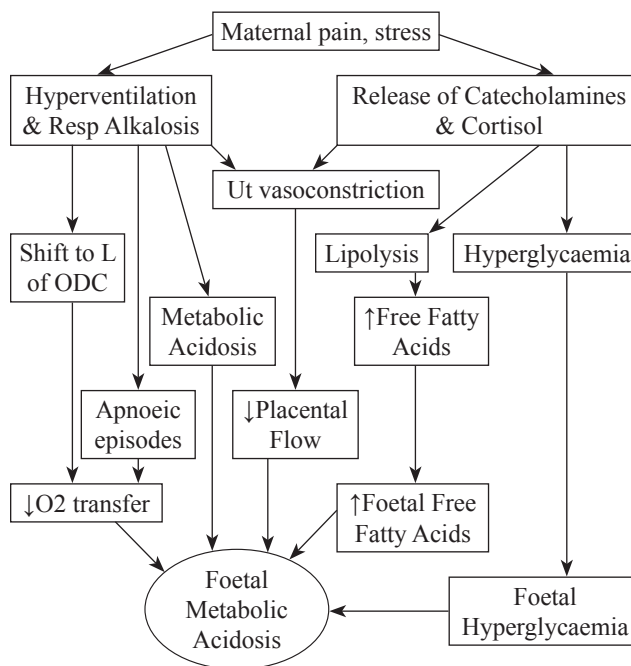 Maternal pain, stress
Hyperventilation
& Resp Alkalosis
Release of Catecholamines
& Cortisol
Ut vasoconstriction
Shift to L
of ODC
Lipolysis
Hyperglycaemia
Metabolic
Acidosis
↑Free Fatty
Acids
Apnoeic
episodes
↓Placental
Flow
↓O2 transfer
↑Foetal Free
Fatty Acids
Foetal
Metabolic
Acidosis
Foetal
Hyperglycaemia